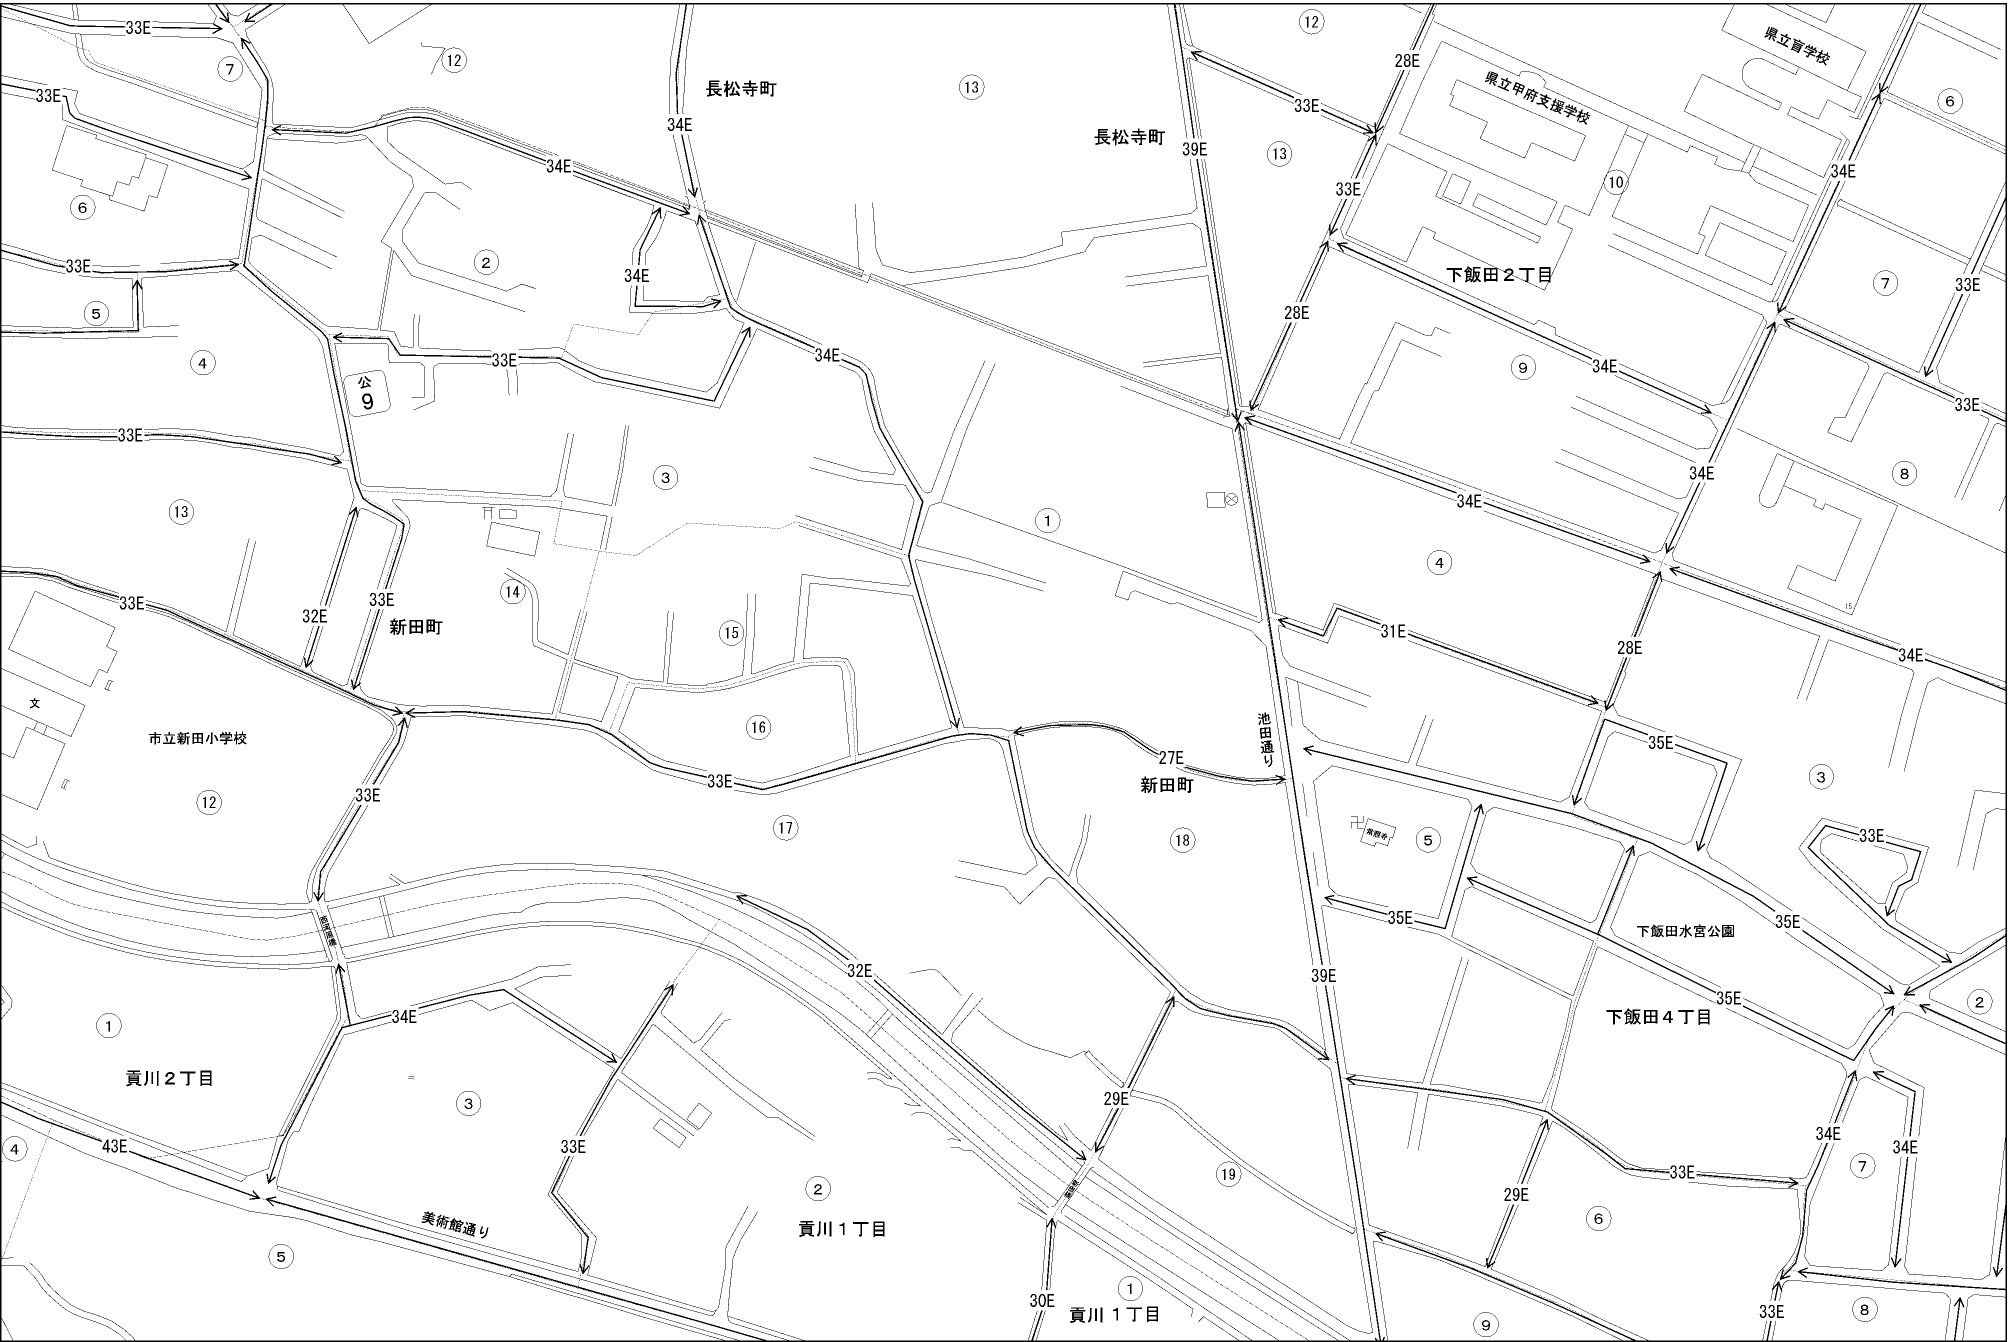 33E
12
28E
県立盲学校
7
12
33E
長松寺町
13
県立甲府支援学校
33E
6
34E
長松寺町
39E
13
34E
34E
10
33E
6
2
33E
34E
下飯田2丁目
7
33E
5
28E
4
33E
34E
9
34E
公
9
33E
33E
3
34E
8
13
34E
1
4
14
33E
33E
32E
新田町
15
31E
28E
34E
15
文
市立新田小学校
16
池田通り
35E
27E
33E
新田町
3
33E
12
17
18
5
33E
35E
35E
下飯田水宮公園
32E
39E
35E
2
34E
下飯田4丁目
1
貢川2丁目
3
29E
43E
4
33E
34E
34E
7
19
33E
2
29E
美術館通り
貢川1丁目
6
5
1
30E
貢川1丁目
33E
8
9